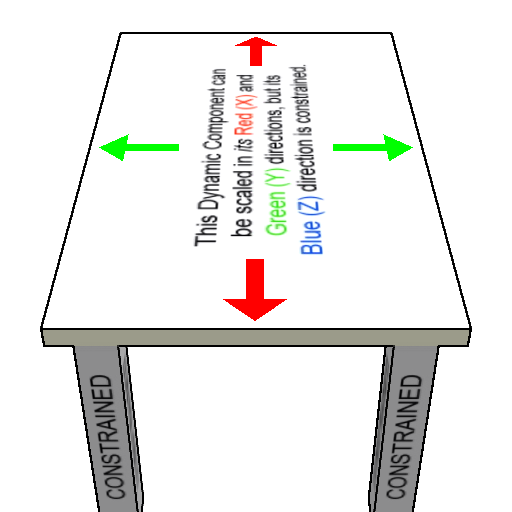 This Dynamic Component can
be scaled in its Red (X) and
Green (Y) directions, but its
Blue (Z) direction is constrained.
CONSTRAINED
CONSTRAINED